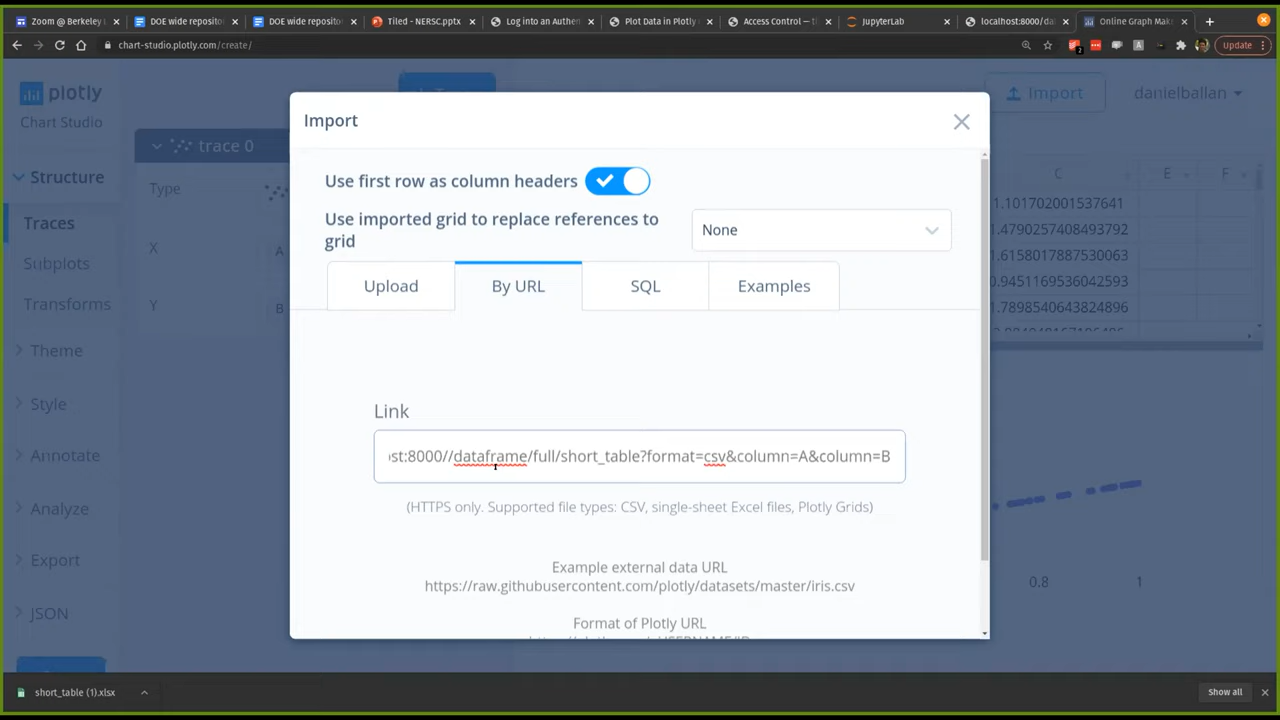 Zoom @ Berkeley L
DOE wide reposito
DOE wide reposito
Tiled - NERSC.pptx
Log into an Authen
Plot Data in Plotly
Access Control — ti
JupyterLab
localhost:8000/da
Online Graph Mak
chart-studio.plotly.com/create/
2
A
Update
plotly
Chart Studio
Import
danielballan
Structure
Traces
Subplots
Transforms
Theme
Style
Annotate
Analyze
Export
JSON
trace 0
Type
X
A
Y
B
C
E
F
1.101702001537641
.4790257408493792
.6158017887530063
.9451169536042593
.7898540643824896
0.8
1
Import
Use first row as column headers
Use imported grid to replace references to
grid
None
Upload
By URL
SQL
Examples
Link
ost:8000//dataframe/full/short_table?format=csv&column=A&column=B
(HTTPS only. Supported file types: CSV, single-sheet Excel files, Plotly Grids)
Example external data URL
https://raw.githubusercontent.com/plotly/datasets/master/iris.csv
Format of Plotly URL
short_table (1).xlsx
Show all